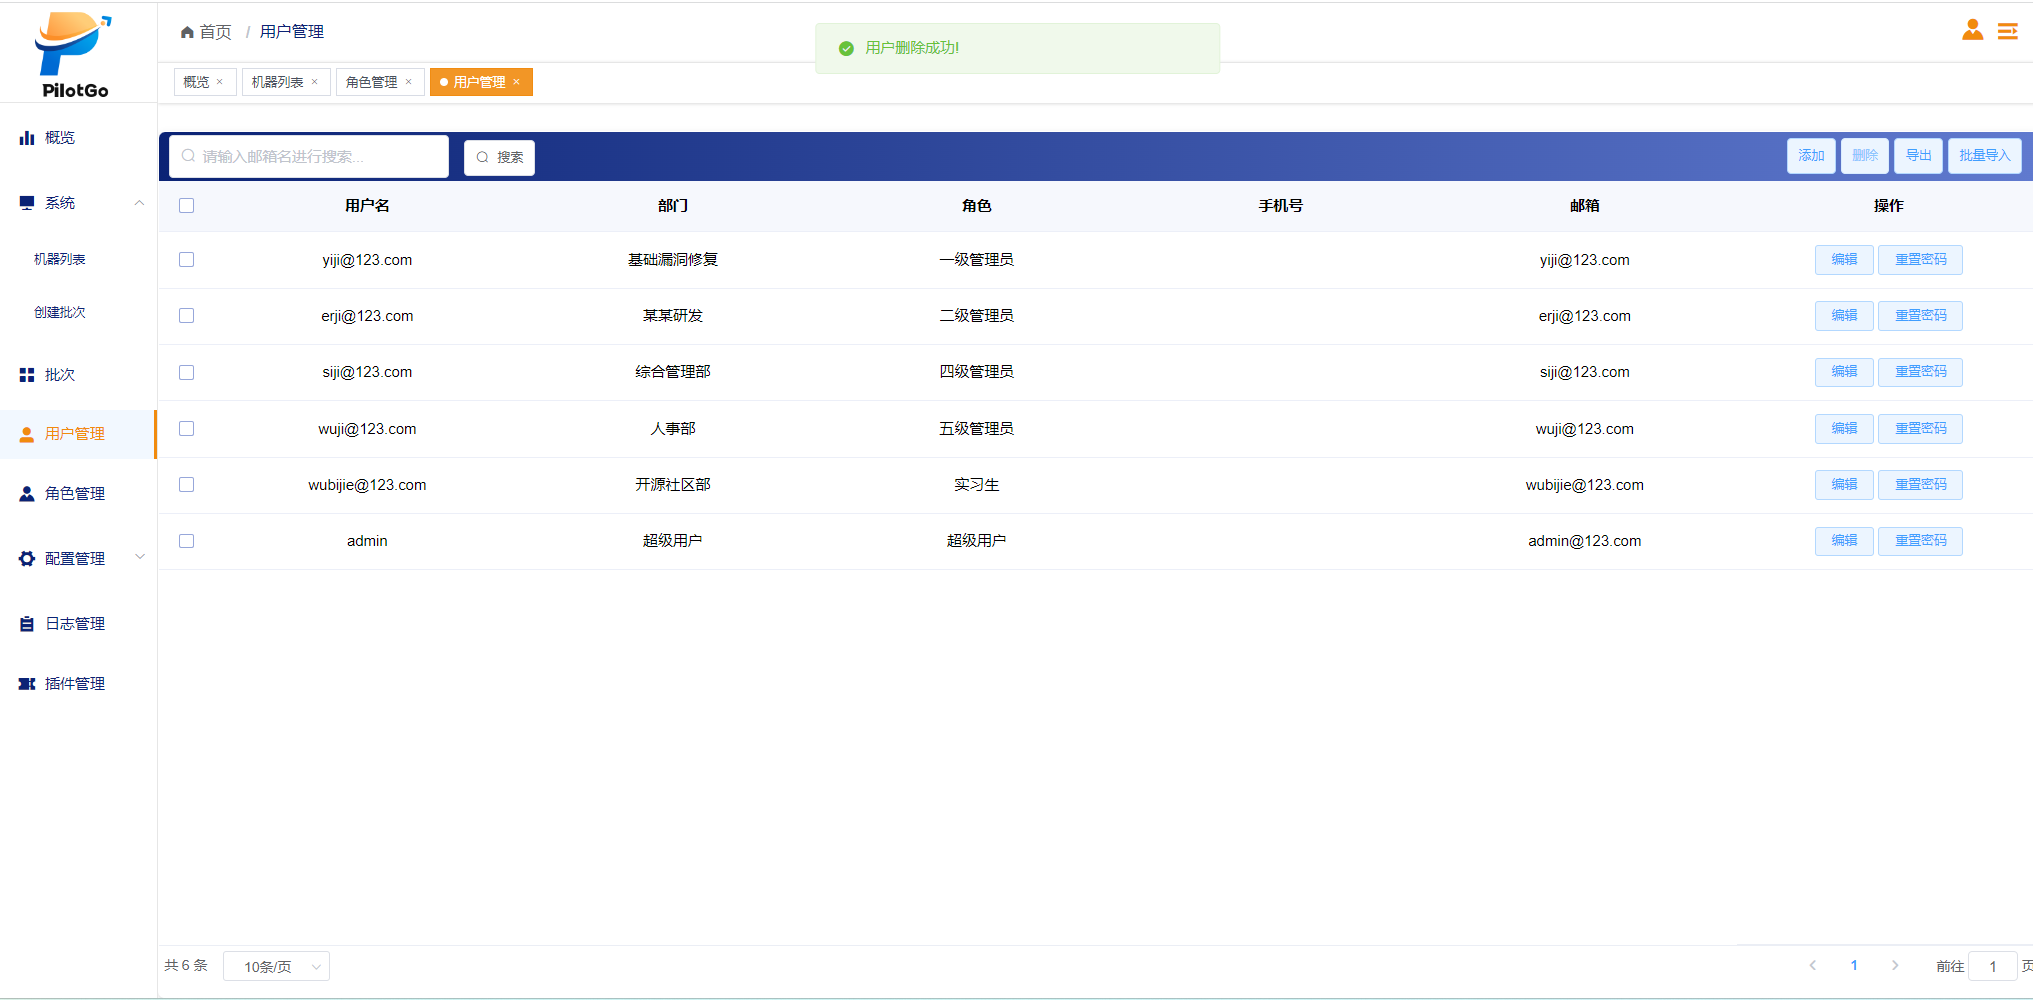 PilotGo
首页 / 用户管理
用户删除成功!
概览 ×
机器列表 ×
角色管理 ×
用户管理 ×
概览
系统
机器列表
创建批次
批次
用户管理
角色管理
配置管理
日志管理
插件管理
请输入邮箱名进行搜索...
搜索
添加
删除
导出
批量导入
用户名 部门 角色 手机号 邮箱 操作
yiji@123.com 基础漏洞修复 一级管理员 yiji@123.com 编辑 重置密码
erji@123.com 某某研发 二级管理员 erji@123.com 编辑 重置密码
siji@123.com 综合管理部 四级管理员 siji@123.com 编辑 重置密码
wuji@123.com 人事部 五级管理员 wuji@123.com 编辑 重置密码
wubijie@123.com 开源社区部 实习生 wubijie@123.com 编辑 重置密码
admin 超级用户 超级用户 admin@123.com 编辑 重置密码
共 6 条 10条/页 1 前往 1 页